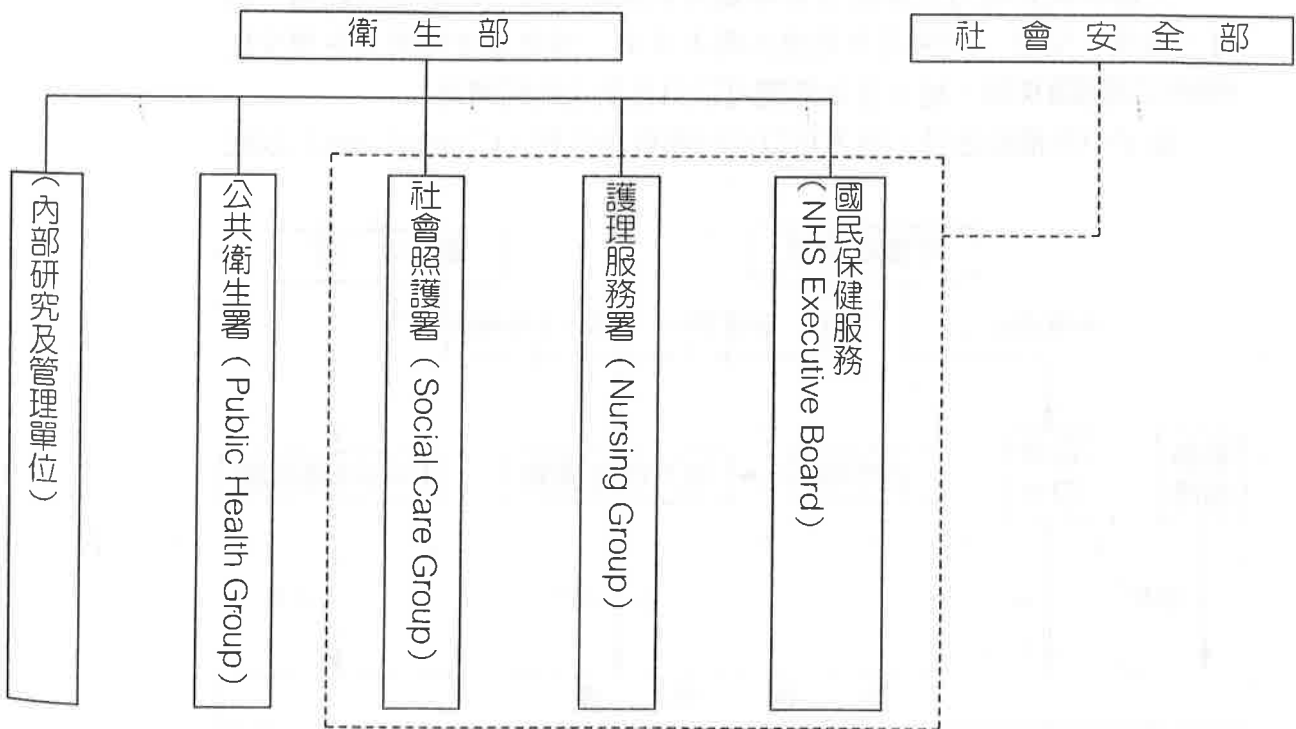 衛生部
社會安全部
（內部研究及管理單位）
公共衛生署（Public Health Group）
社會照護署（Social Care Group）
護理服務署（Nursing Group）
國民保健服務
（NHS Executive Board）